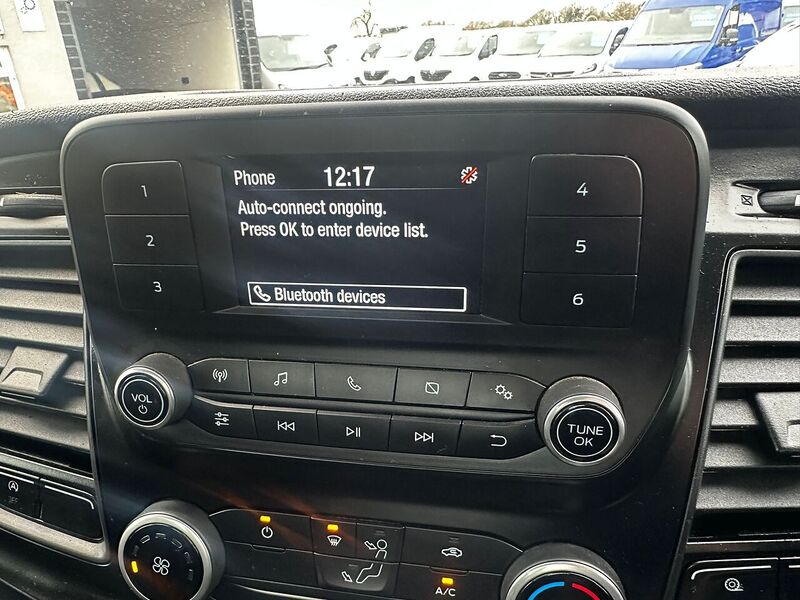 Phone 12:17
Auto-connect ongoing.
Press OK to enter device list.
Bluetooth devices
1
2
3
4
5
6
VOL
TUNE
OK
OFF
A/C